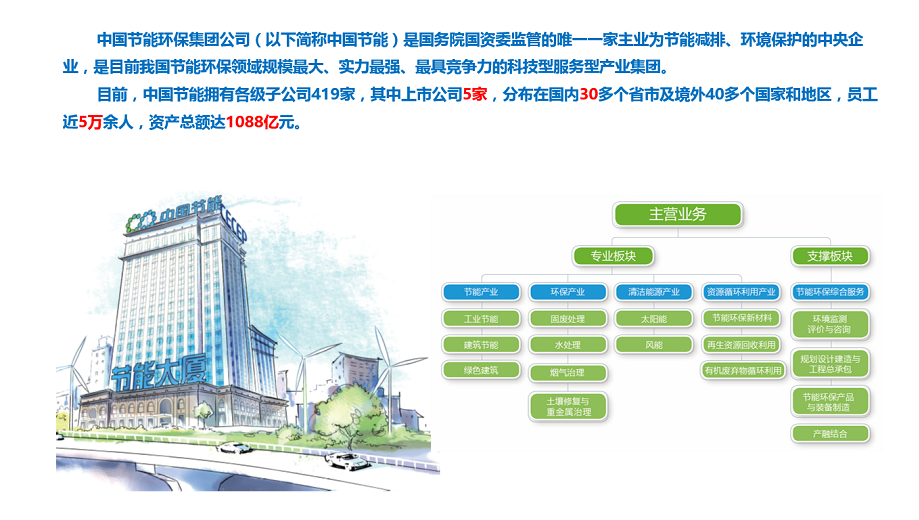 中国节能环保集团公司（以下简称中国节能）是国务院国资委监管的唯一一家主业为节能减排、环境保护的中央企
业，是目前我国节能环保领域规模最大、实力最强、最具竞争力的科技型服务型产业集团。
目前，中国节能拥有各级子公司419家，其中上市公司5家，分布在国内30多个省市及境外40多个国家和地区，员工
近5万余人，资产总额达1088亿元。
中国节能
CECEP
节能大厦
主营业务
专业板块
支撑板块
节能产业
环保产业
清洁能源产业
资源循环利用产业
节能环保综合服务
工业节能
固废处理
太阳能
节能环保新材料
环境监测
评价与咨询
建筑节能
水处理
风能
再生资源回收利用
规划设计建造与
工程总承包
绿色建筑
烟气治理
有机废弃物循环利用
土壤修复与
重金属治理
节能环保产品
与装备制造
产融结合